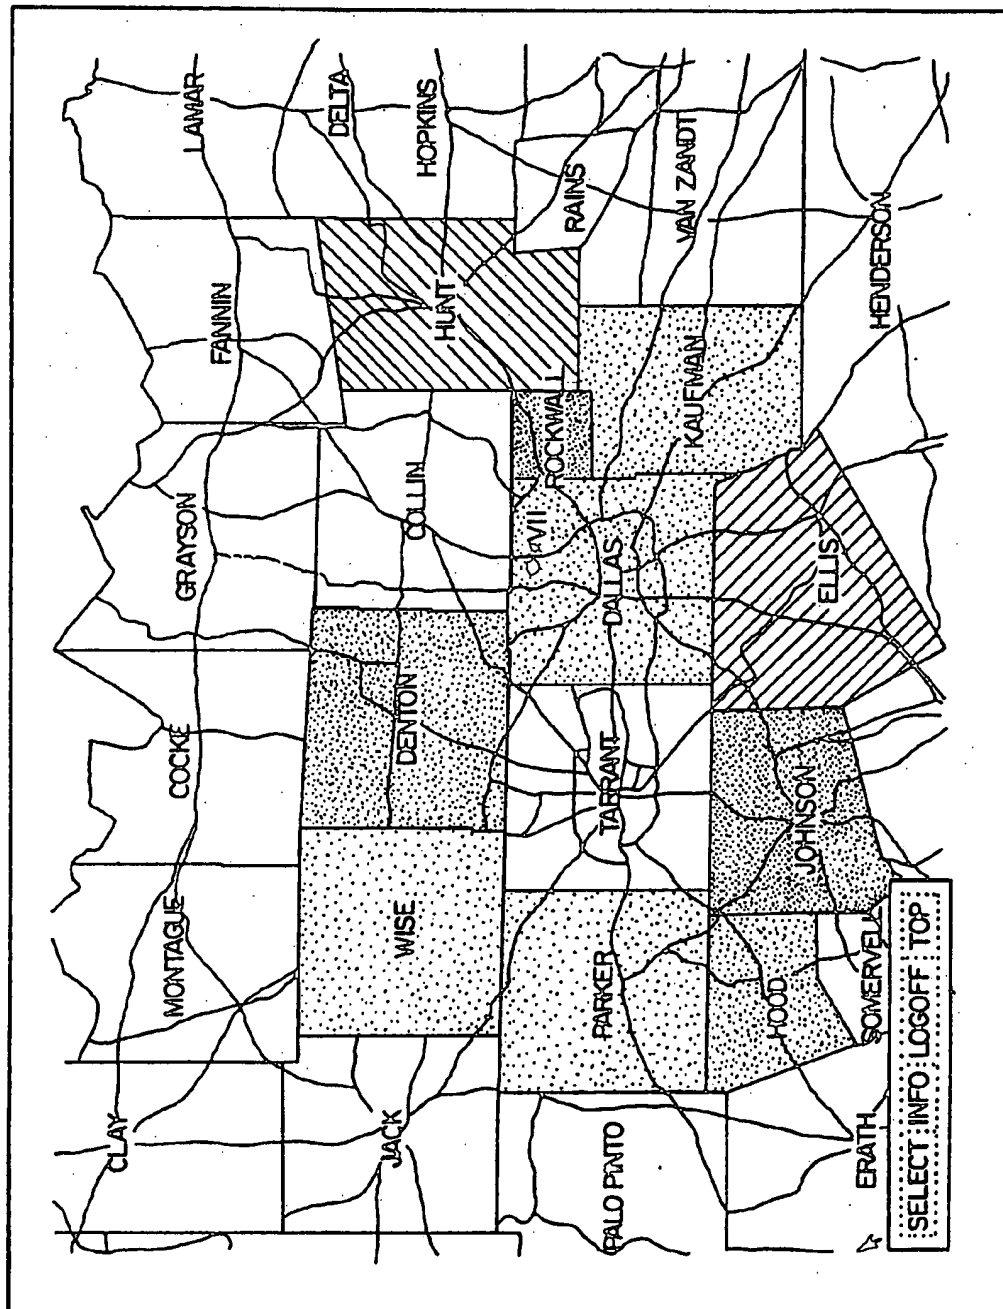 CLAY
MONTAGUE
COCKE
GRAYSON
FANNIN
LAMAR
DELTA
JACK
WISE
DENTON
COLLIN
HUNT
HOPKINS
VII
ROCKWALL
RAINS
PALO PINTO
PARKER
TARRANT
DALLAS
KAUFMAN
VAN ZANDT
HOOD
JOHNSON
ELLIS
ERATH
SOMERVELL
HENDERSON
SELECT INFO LOGOFF TOP